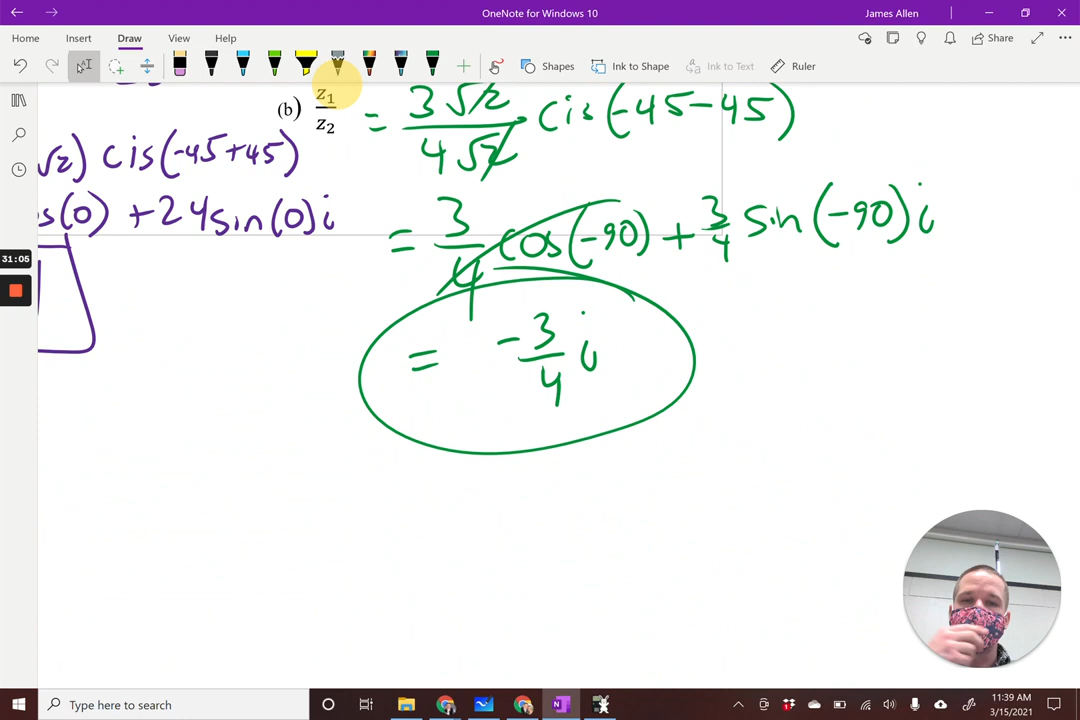 OneNote for Windows 10
James Allen
Home Insert Draw View Help
Share
Shapes Ink to Shape Ink to Text Ruler
(b) z₁/z₂ = 3√2/4√2 cis(-45-45)
√2) cis(-45+45)
s(0) + 24 sin(0)i
= 3/4 cos(-90) + 3/4 sin(-90)i
31:05
= -3/4 i
Type here to search
11:39 AM
3/15/2021